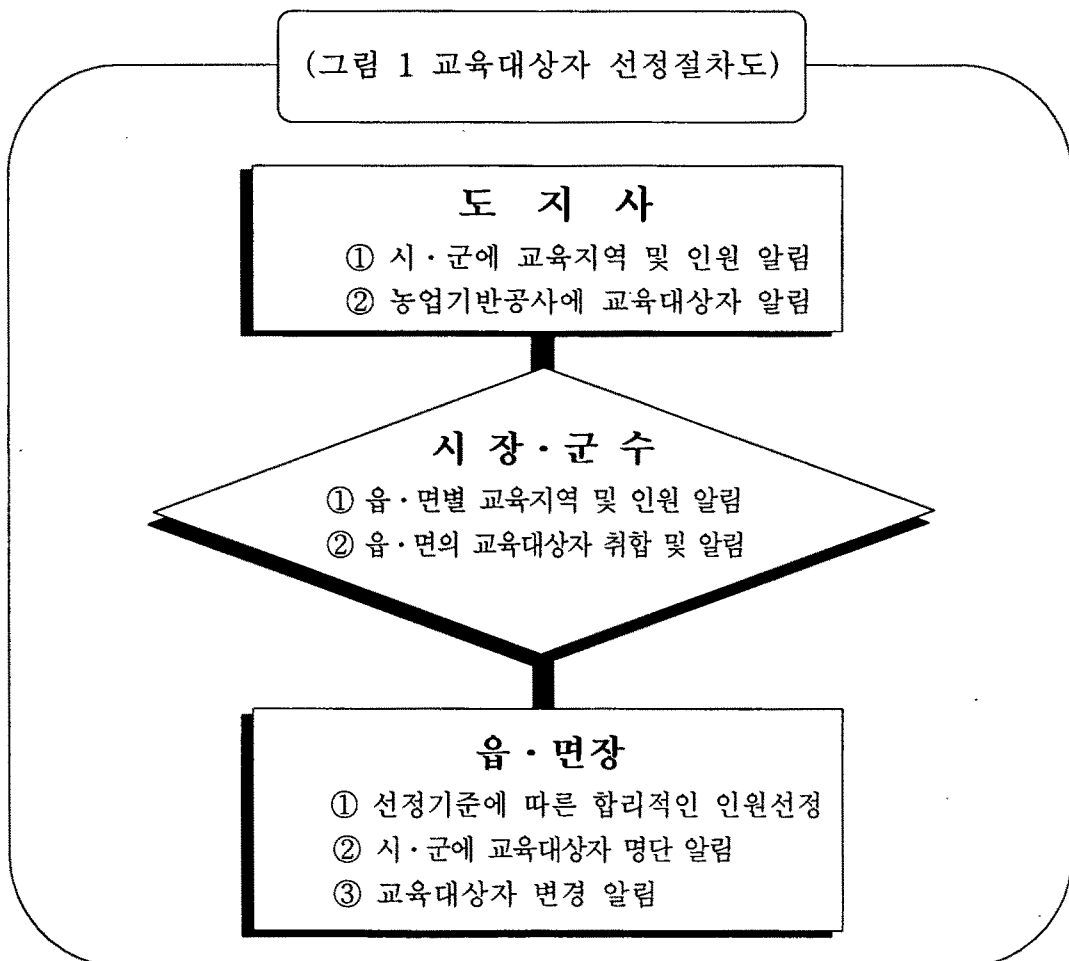 (그림 1 교육대상자 선정절차도)
도 지 사
① 시·군에 교육지역 및 인원 알림
② 농업기반공사에 교육대상자 알림
시 장·군 수
① 읍·면별 교육지역 및 인원 알림
② 읍·면의 교육대상자 취합 및 알림
읍·면장
① 선정기준에 따른 합리적인 인원선정
② 시·군에 교육대상자 명단 알림
③ 교육대상자 변경 알림